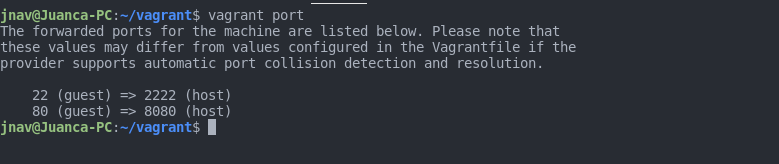 jnav@Juanca-PC:~/vagrant$ vagrant port
The forwarded ports for the machine are listed below. Please note that
these values may differ from values configured in the Vagrantfile if the
provider supports automatic port collision detection and resolution.
22 (guest) => 2222 (host)
80 (guest) => 8080 (host)
jnav@Juanca-PC:~/vagrant$